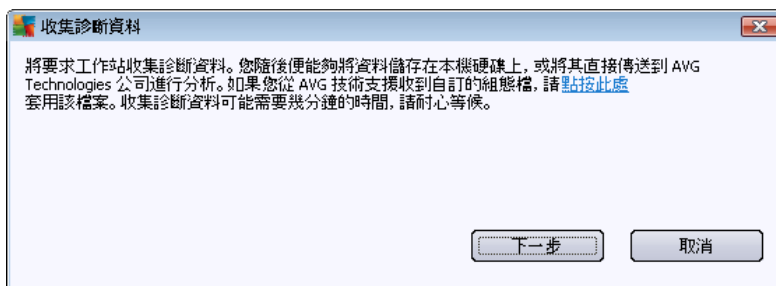 收集診斷資料
將要求工作站收集診斷資料。您隨後便能夠將資料儲存在本機硬碟上，或將其直接傳送到 AVG
Technologies 公司進行分析。如果您從 AVG 技術支援收到自訂的組態檔，請點按此處
套用該檔案。收集診斷資料可能需要幾分鐘的時間，請耐心等候。
下一步
取消